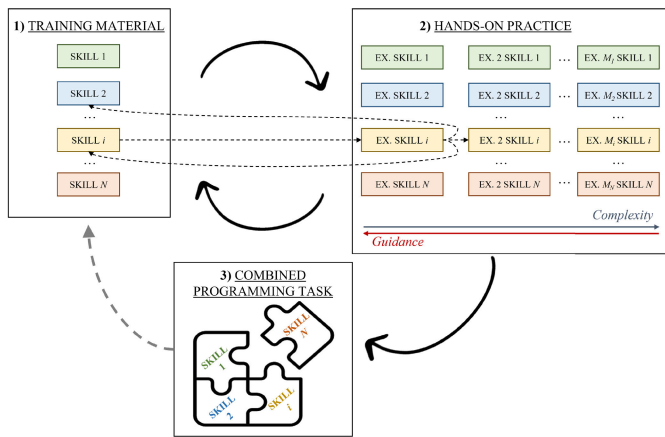 1) TRAINING MATERIAL
SKILL 1
SKILL 2
...
SKILL i
...
SKILL N
2) HANDS-ON PRACTICE
EX. SKILL 1 EX. 2 SKILL 1 ... EX. M1 SKILL 1
EX. SKILL 2 EX. 2 SKILL 2 ... EX. M2 SKILL 2
... ... ...
EX. SKILL i EX. 2 SKILL i ... EX. Mi SKILL i
... ... ...
EX. SKILL N EX. 2 SKILL N ... EX. MN SKILL N
Complexity
Guidance
3) COMBINED
PROGRAMMING TASK
SKILL
N
SKILL
1
SKILL
2
SKILL
i